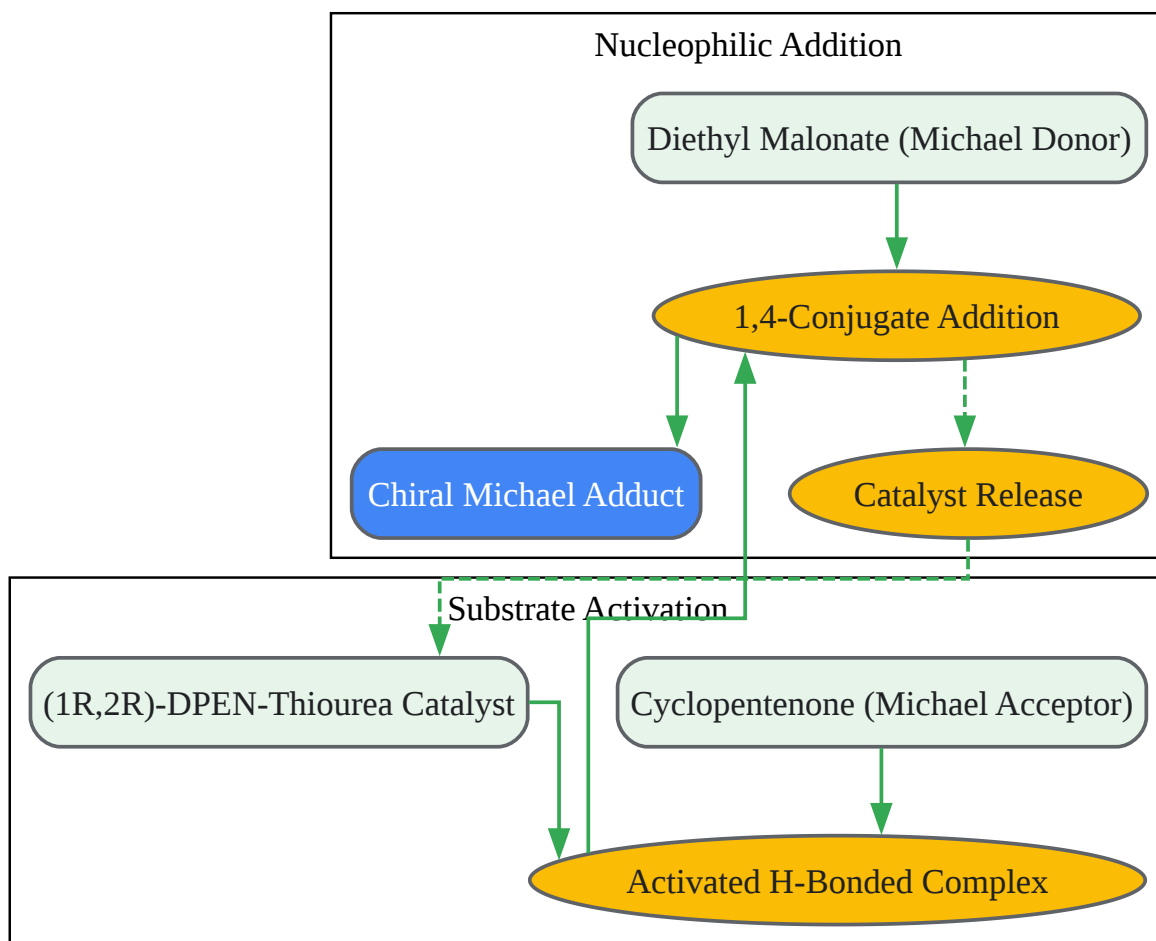 Nucleophilic Addition
Diethyl Malonate (Michael Donor)
1,4-Conjugate Addition
Chiral Michael Adduct
Catalyst Release
Substrate Activation
(1R,2R)-DPEN-Thiourea Catalyst
Cyclopentenone (Michael Acceptor)
Activated H-Bonded Complex